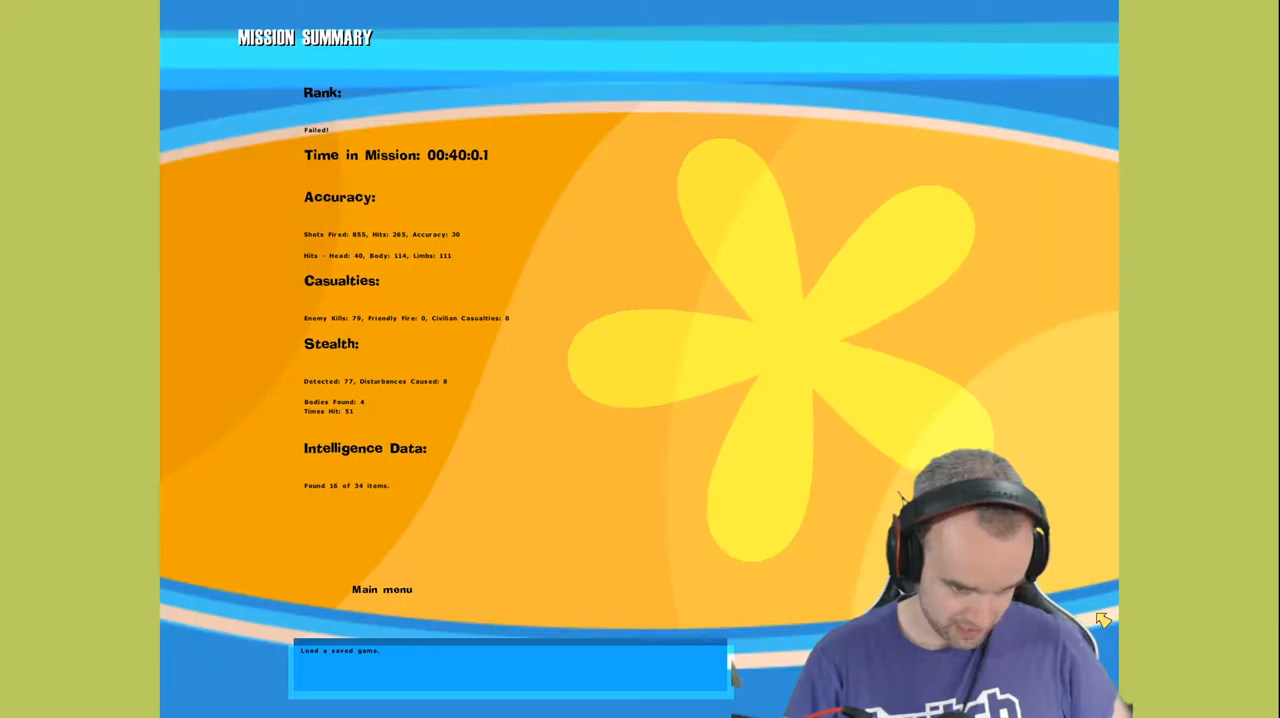 MISSION SUMMARY
Rank:
Failed!
Time in Mission: 00:40:0.1
Accuracy:
Shots Fired: 855, Hits: 265, Accuracy: 30
Hits - Head: 40, Body: 114, Limbs: 111
Casualties:
Enemy Kills: 79, Friendly Fire: 0, Civilian Casualties: 0
Stealth:
Detected: 77, Disturbances Caused: 8
Bodies Found: 4
Times Hit: 51
Intelligence Data:
Found 16 of 34 items.
Main menu
Load a saved game.
twitch